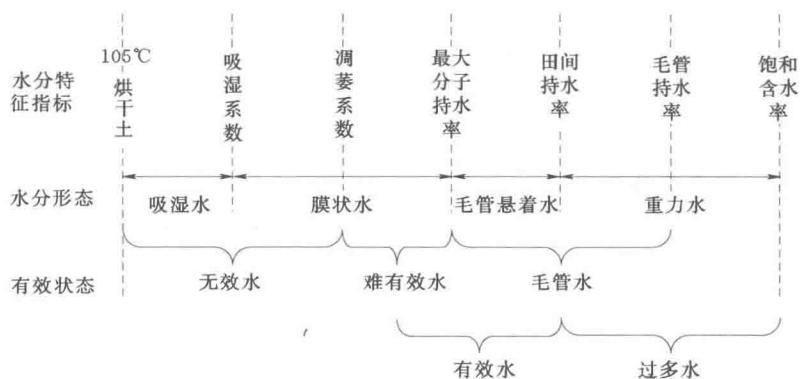 水分特征指标
105℃烘干土
吸湿系数
凋萎系数
最大分子持水率
田间持水率
毛管持水率
饱和含水率
水分形态
吸湿水
膜状水
毛管悬着水
重力水
有效状态
无效水
难有效水
毛管水
有效水
过多水